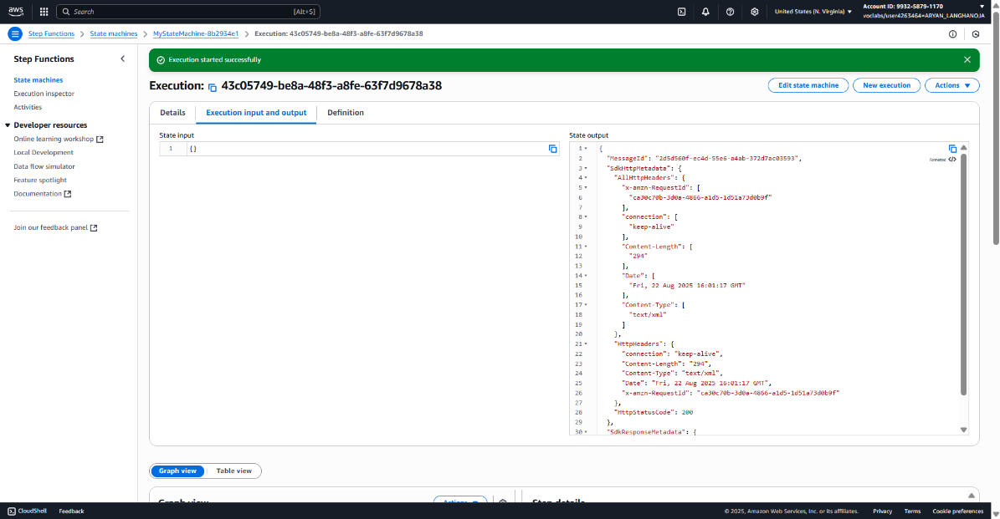 aws
Search [Alt+S]
United States (N. Virginia)
Account ID: 9932-5879-1170
voclabs/user4263464=ARYAN_LANGHANOJA
Step Functions
State machines
MyStateMachine-8b2934e1
Execution: 43c05749-be8a-48f3-a8fe-63f7d9678a38
Step Functions
State machines
Execution inspector
Activities
Developer resources
Online learning workshop
Local Development
Data flow simulator
Feature spotlight
Documentation
Join our feedback panel
Execution started successfully
Execution: 43c05749-be8a-48f3-a8fe-63f7d9678a38
Edit state machine
New execution
Actions
Details
Execution input and output
Definition
State input
1 {}
State output
Formatted
1 {
2 "MessageId": "2d5d560f-ec4d-55e6-a4ab-372d7ac03593",
3 "SdkHttpMetadata": {
4 "AllHttpHeaders": {
5 "x-amzn-RequestId": [
6 "ca30c70b-3d0a-4866-a1d5-1d51a73d0b9f"
7 ],
8 "connection": [
9 "keep-alive"
10 ],
11 "Content-Length": [
12 "294"
13 ],
14 "Date": [
15 "Fri, 22 Aug 2025 16:01:17 GMT"
16 ],
17 "Content-Type": [
18 "text/xml"
19 ]
20 },
21 "HttpHeaders": {
22 "connection": "keep-alive",
23 "Content-Length": "294",
24 "Content-Type": "text/xml",
25 "Date": "Fri, 22 Aug 2025 16:01:17 GMT",
26 "x-amzn-RequestId": "ca30c70b-3d0a-4866-a1d5-1d51a73d0b9f"
27 },
28 "HttpStatusCode": 200
29 },
30 "SdkResponseMetadata": {
Graph view
Table view
Graph view
Actions
Step details
CloudShell
Feedback
© 2025, Amazon Web Services, Inc. or its affiliates.
Privacy
Terms
Cookie preferences